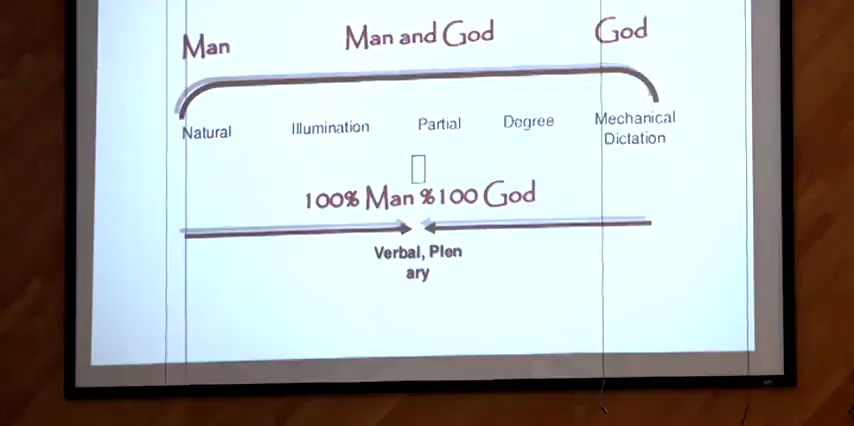 Man Man and God God
Natural Illumination Partial Degree Mechanical
Dictation
100% Man %100 God
Verbal, Plen
ary